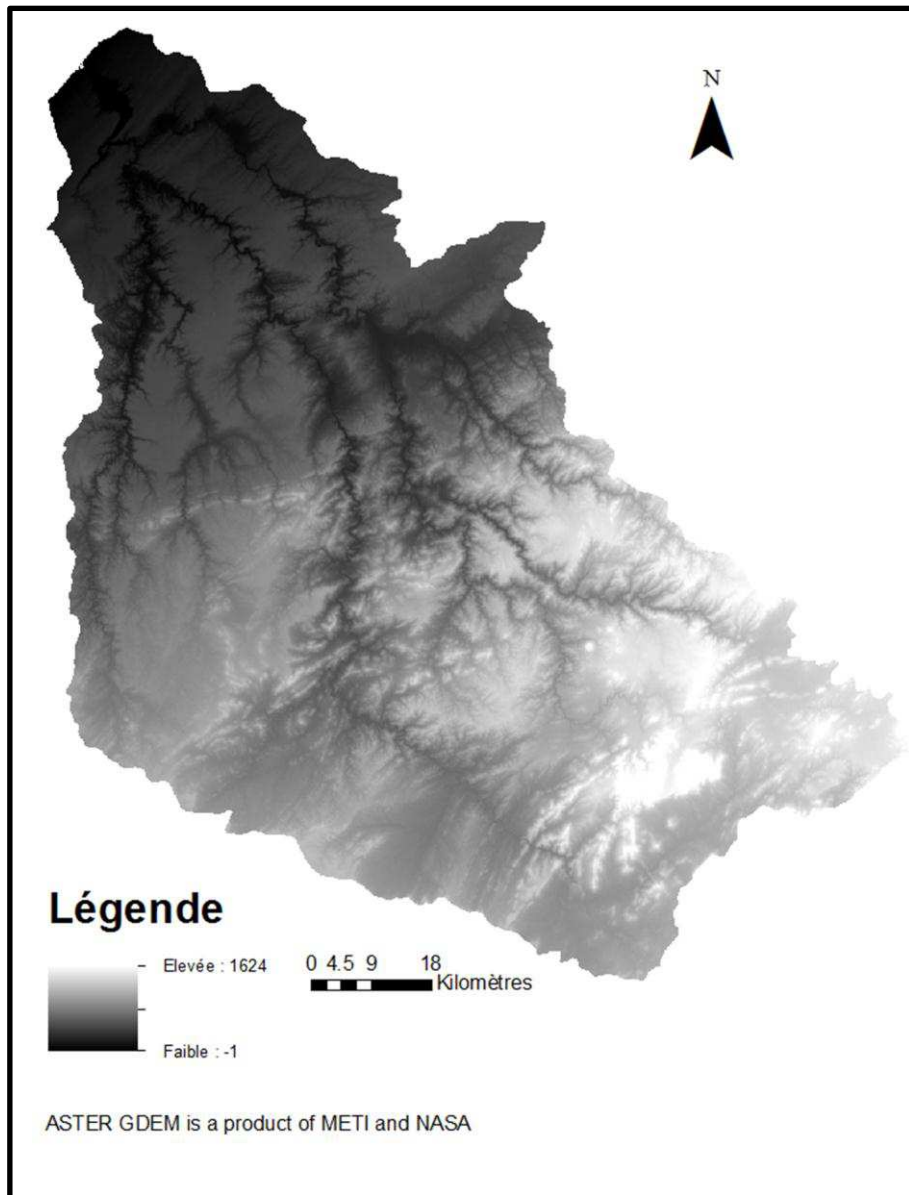 N
Légende
Elevée : 1624
Faible : -1
0 4.5 9 18
Kilomètres
ASTER GDEM is a product of METI and NASA